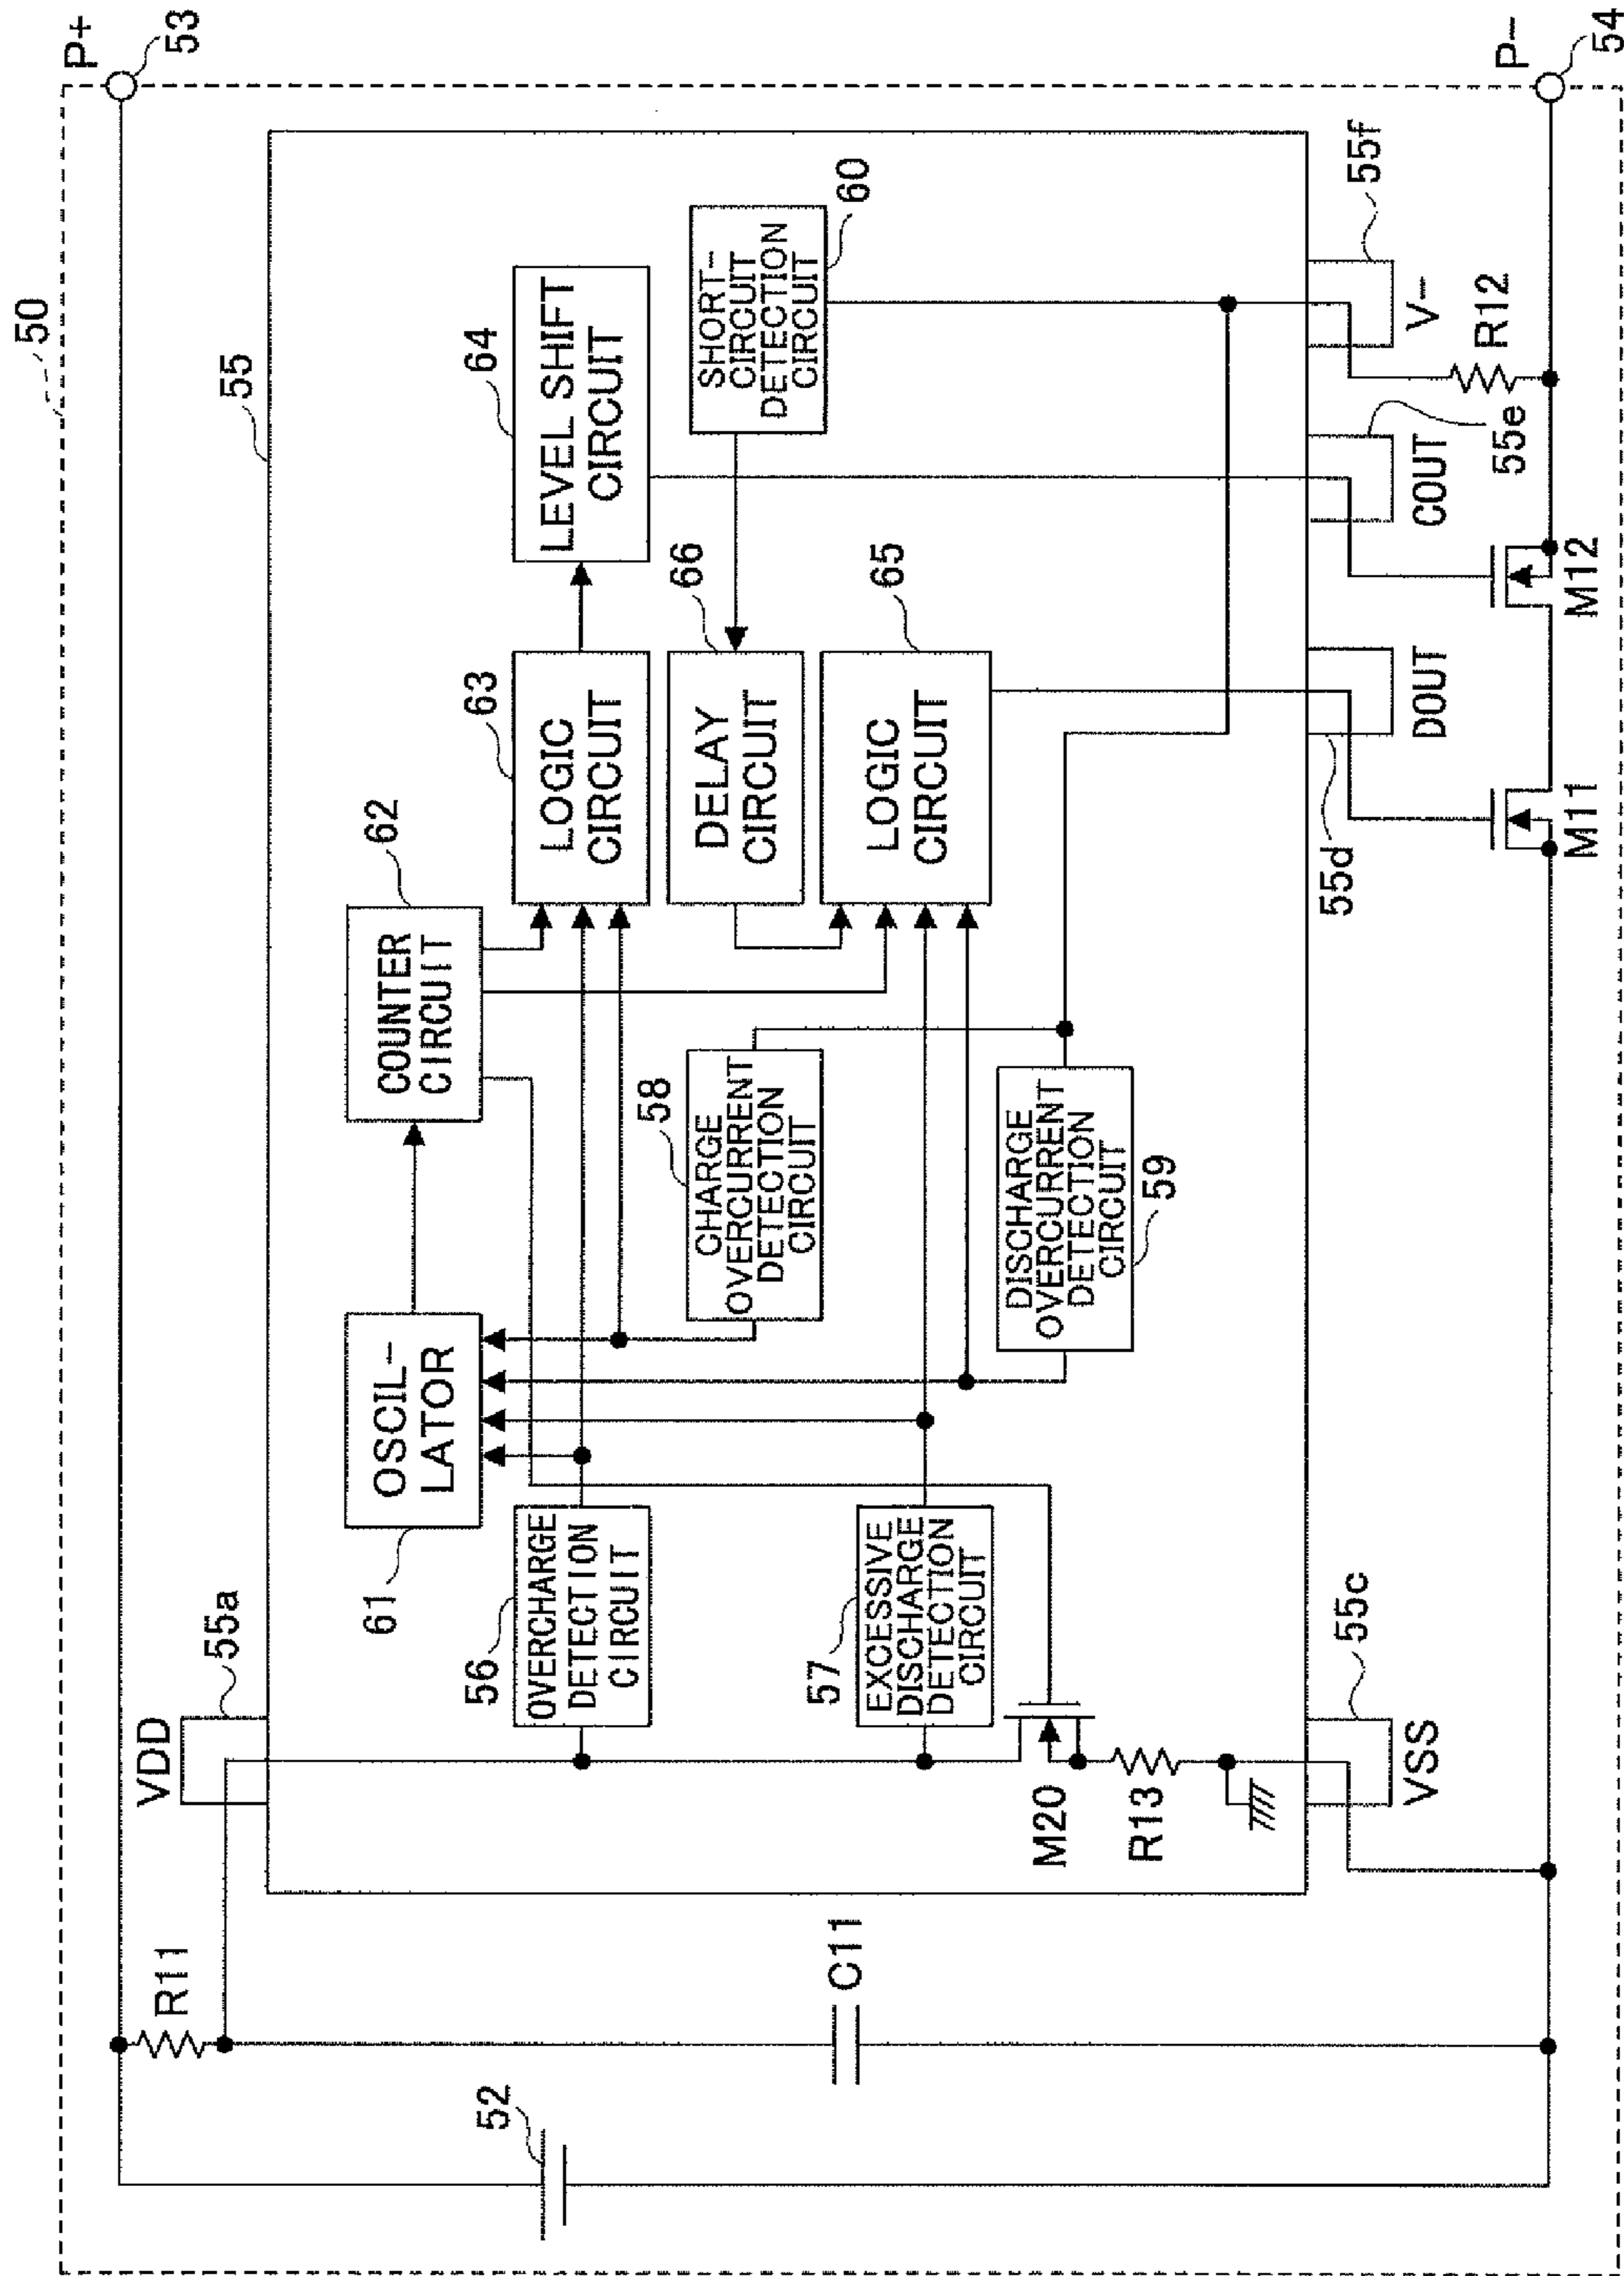 50
P+
53
R11
VDD
55a
55
52
61
OSCIL-
LATOR
COUNTER
CIRCUIT
62
56
OVERCHARGE
DETECTION
CIRCUIT
63
LOGIC
CIRCUIT
64
LEVEL SHIFT
CIRCUIT
58
CHARGE
OVERCURRENT
DETECTION
CIRCUIT
66
DELAY
CIRCUIT
SHORT-
CIRCUIT
DETECTION
CIRCUIT
60
C11
57
EXCESSIVE
DISCHARGE
DETECTION
CIRCUIT
LOGIC
CIRCUIT
65
DISCHARGE
OVERCURRENT
DETECTION
CIRCUIT
59
M20
R13
55c
VSS
55d
DOUT
COUT
55e
V-
55f
R12
M11
M12
P-
54